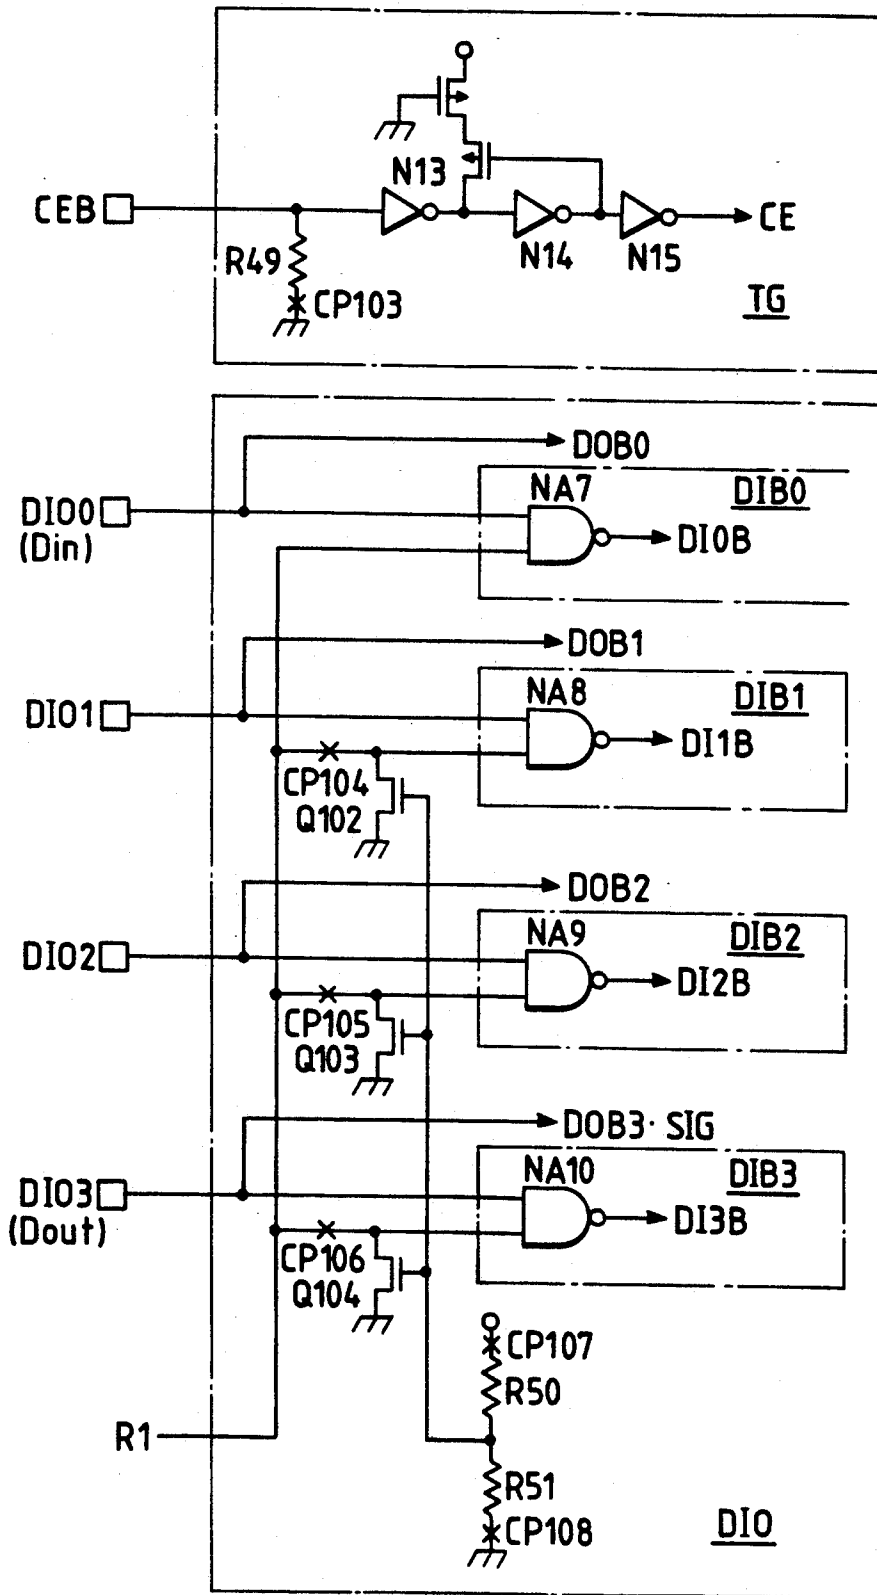 N13
CEB
CE
R49
N14
N15
CP103
TG
DOB0
NA7
DIB0
DIO0
(Din)
DI0B
DOB1
NA8
DIB1
DIO1
DI1B
CP104
Q102
DOB2
NA9
DIB2
DIO2
DI2B
CP105
Q103
DOB3· SIG
NA10
DIB3
DIO3
(Dout)
DI3B
CP106
Q104
CP107
R50
R1
R51
CP108
DIO